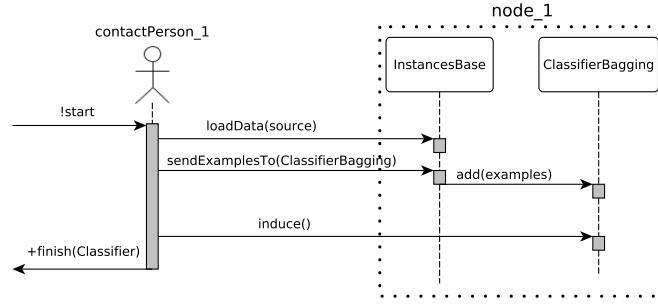 node_1
contactPerson_1
InstancesBase
ClassifierBagging
!start
loadData(source)
sendExamplesTo(ClassifierBagging)
add(examples)
induce()
+finish(Classifier)